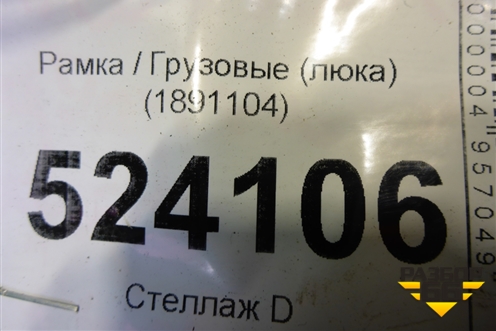 Рамка / Грузовые (люка)
(1891104)
524106
Стеллаж D